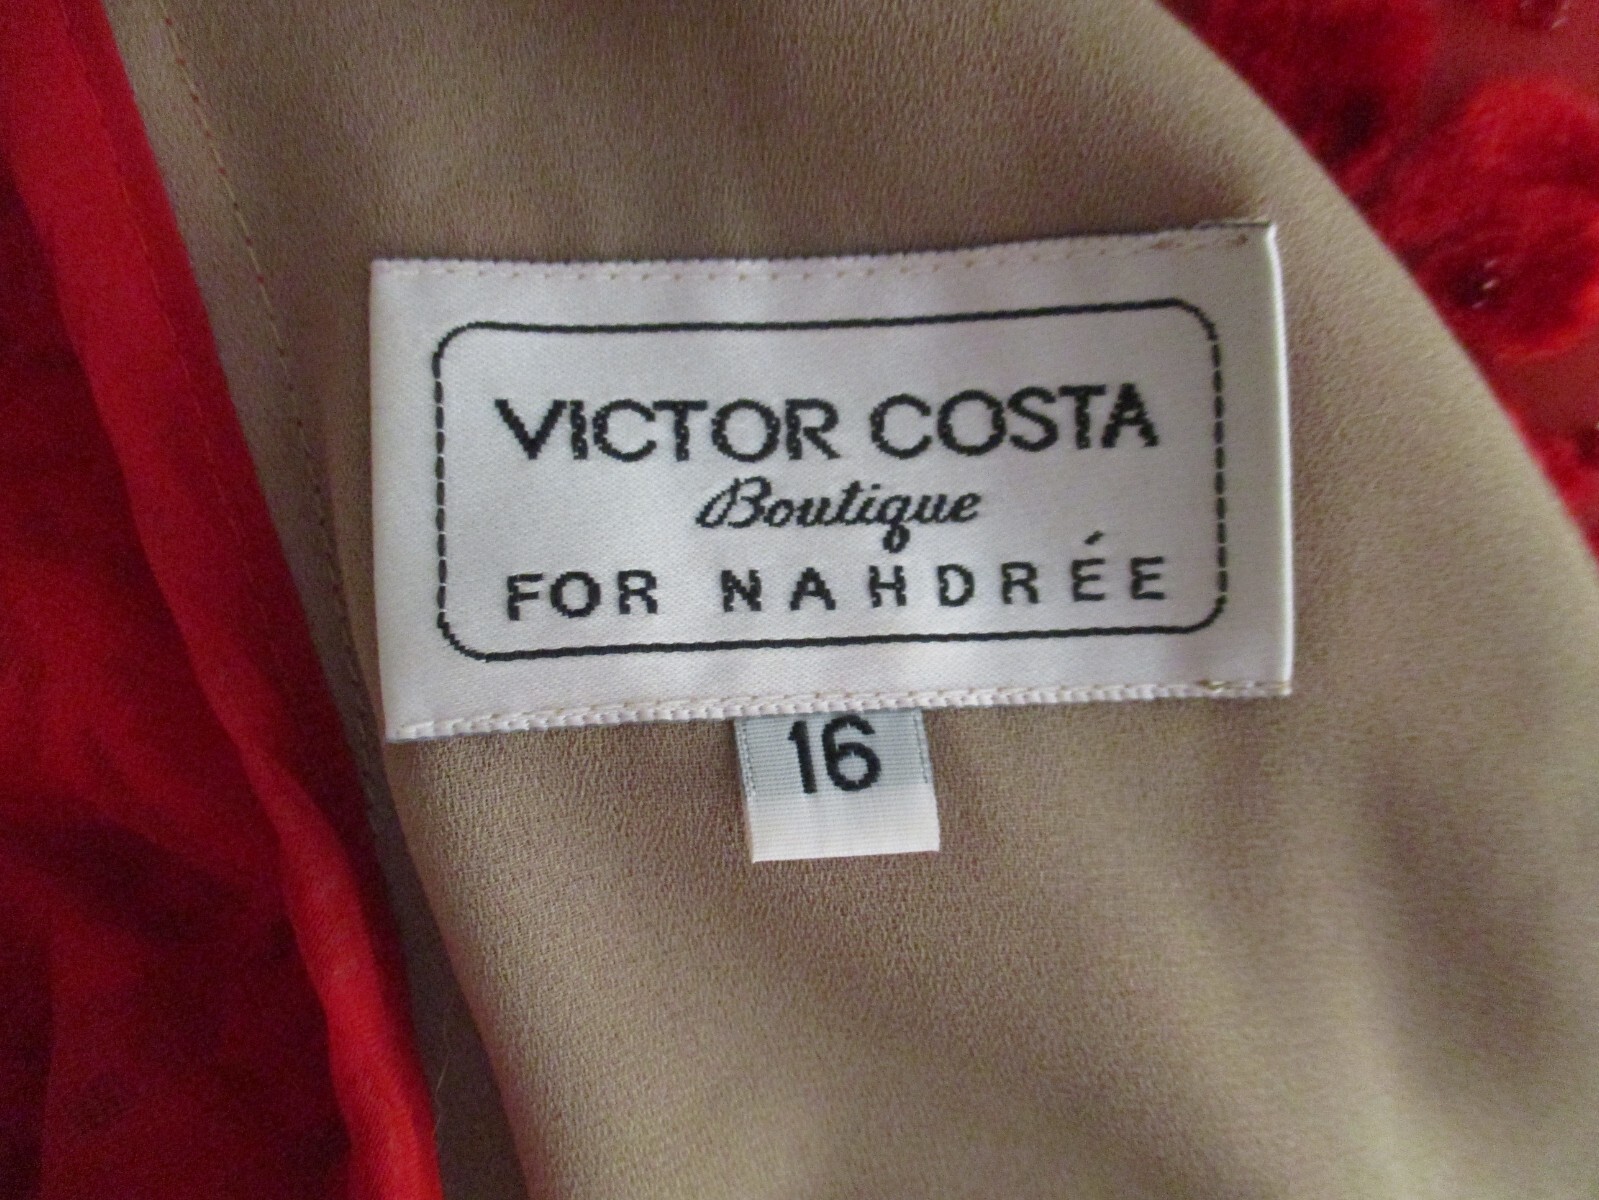 VICTOR COSTA
Boutique
FOR NAHDRÉE
16